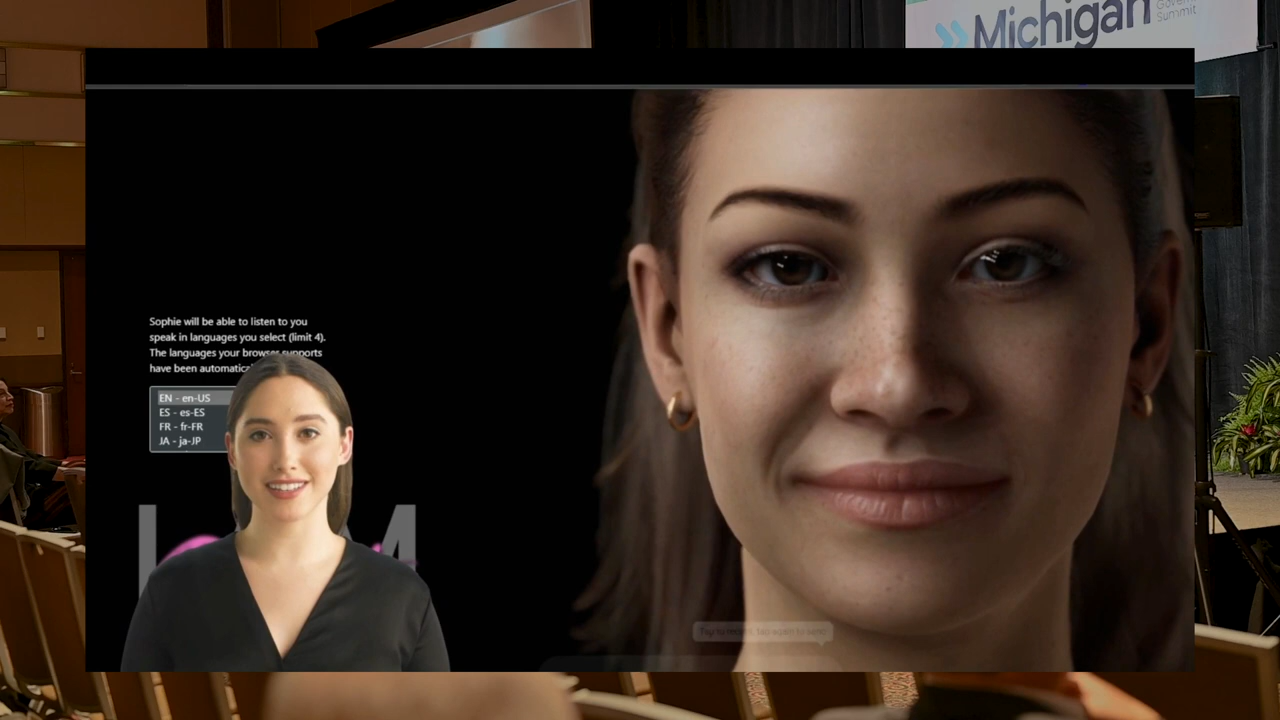 Michigan
Summit
Sophie will be able to listen to you
speak in languages you select (limit 4).
The languages your browser supports
have been
EN - en-US
ES - es-ES
FR - fr-FR
JA - ja-JP